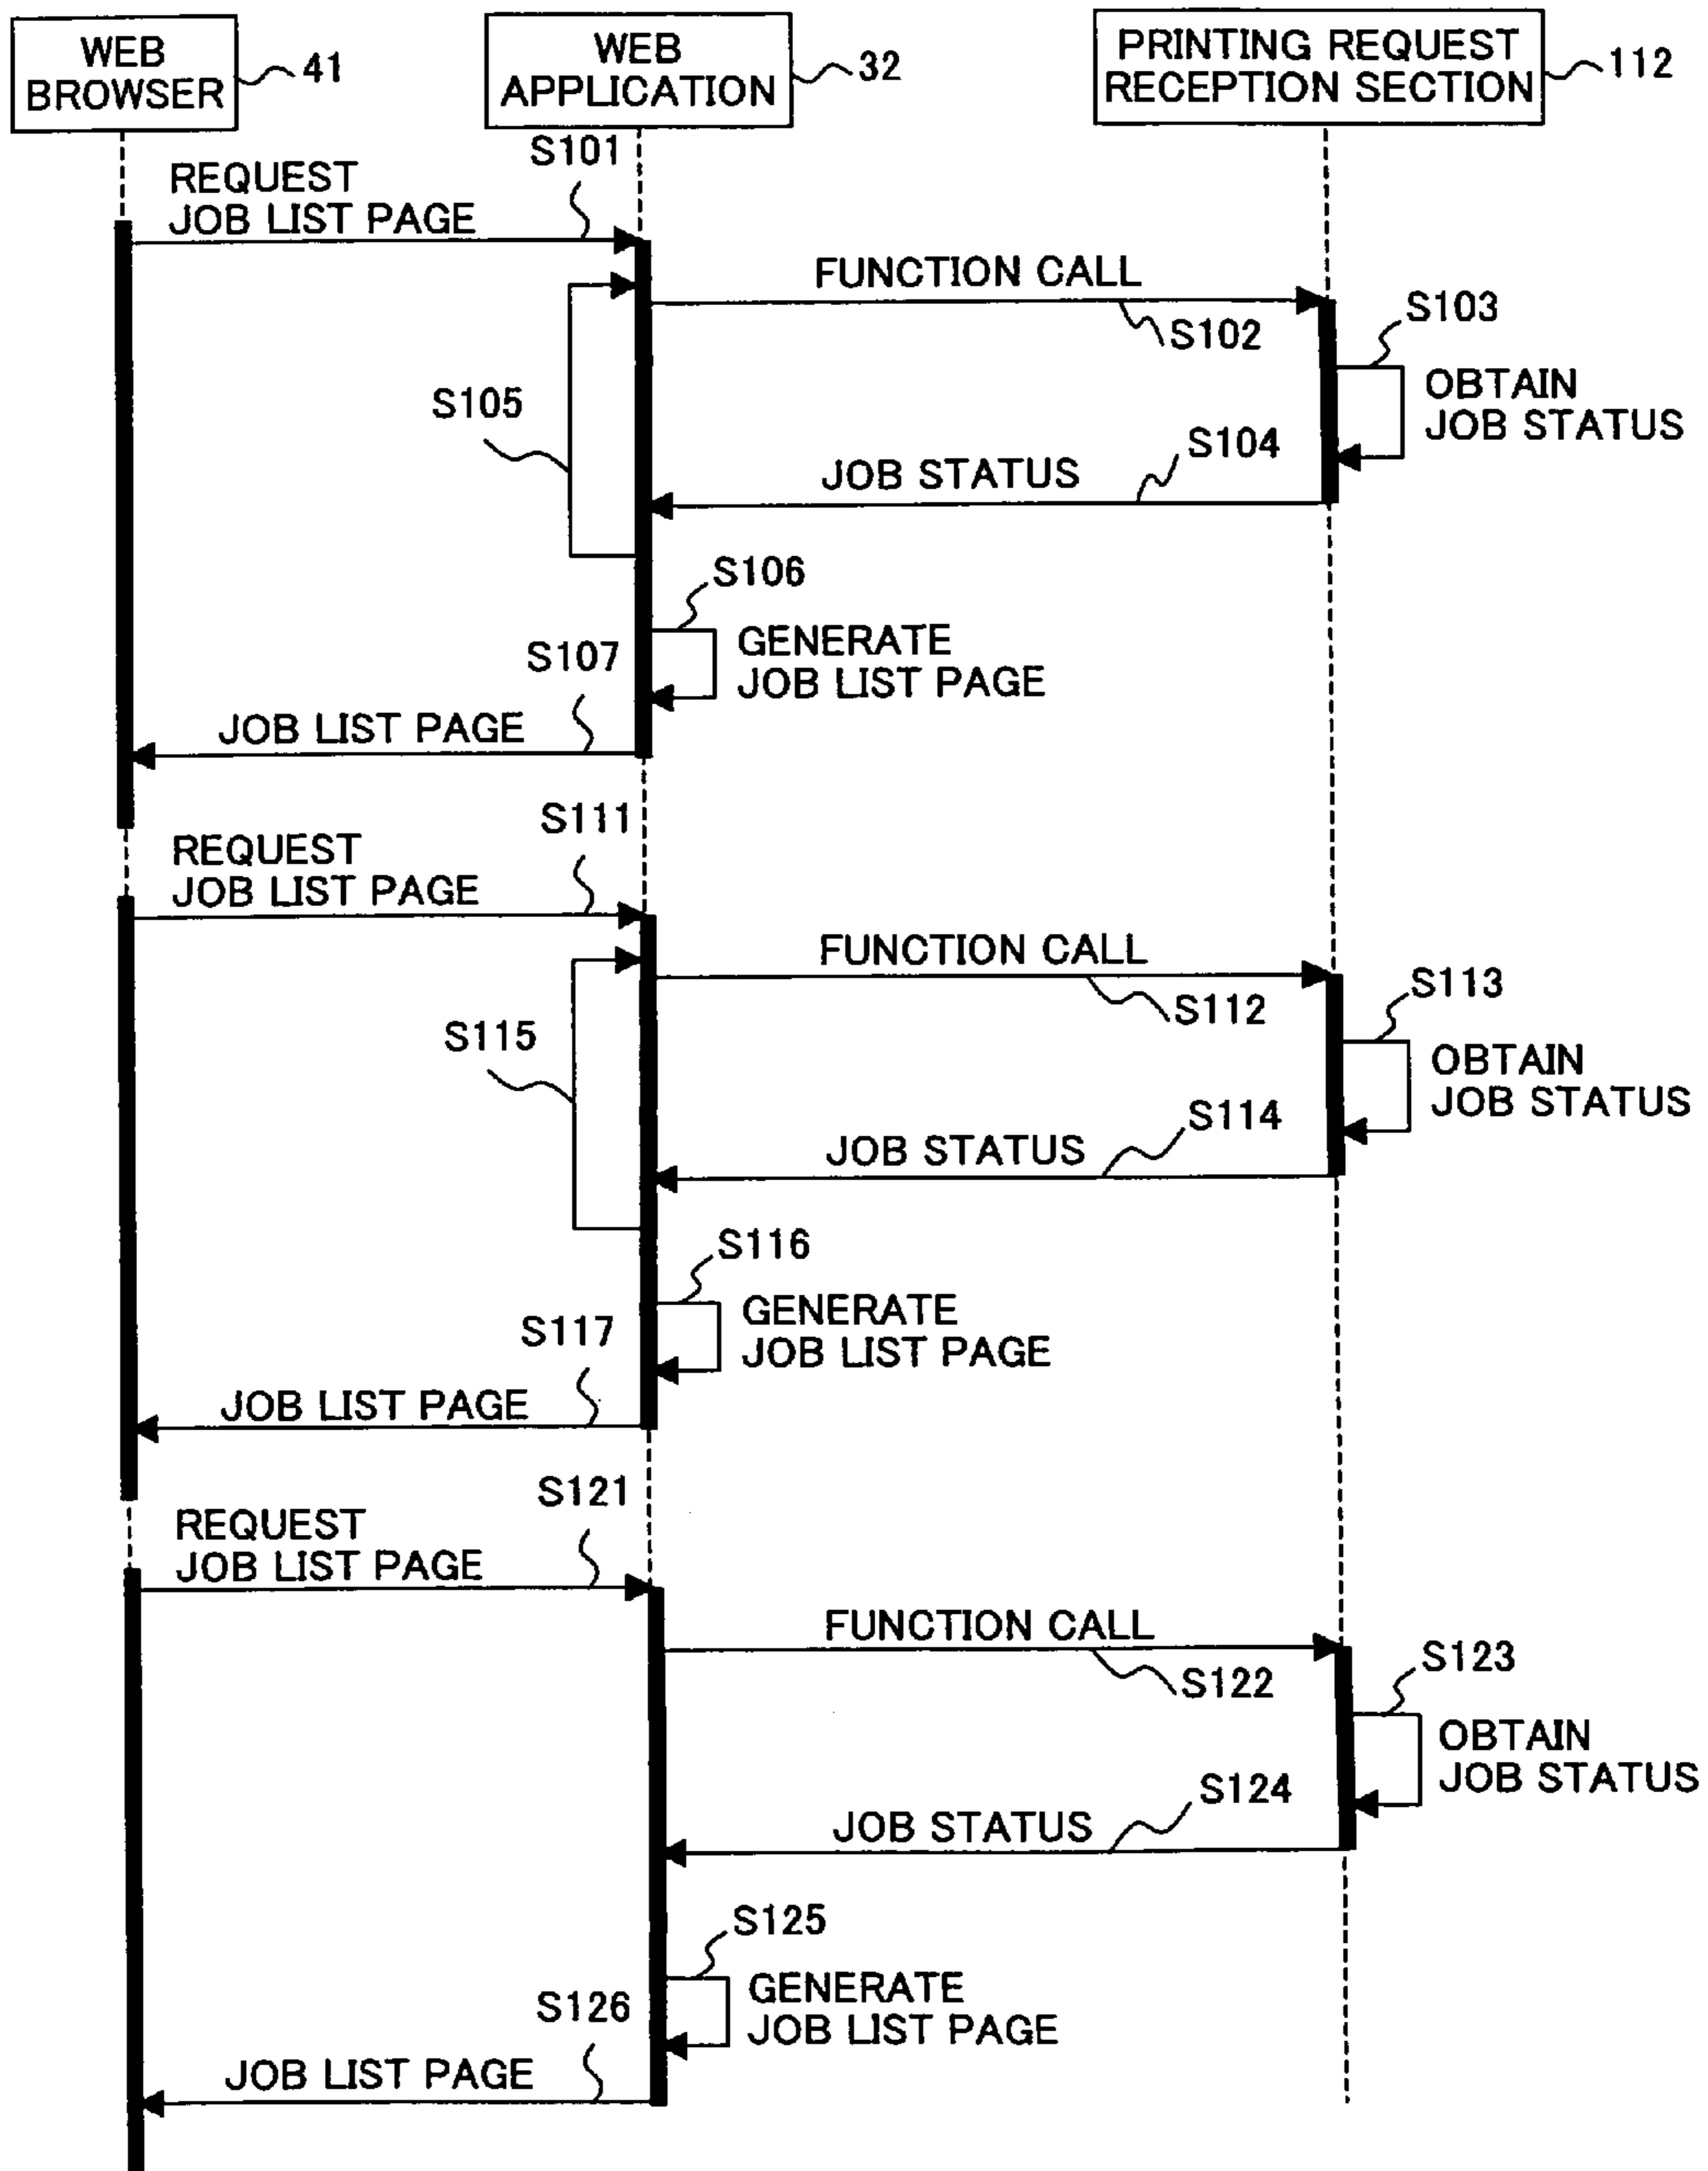 WEB
BROWSER
41
WEB
APPLICATION
32
PRINTING REQUEST
RECEPTION SECTION
112
S101
REQUEST
JOB LIST PAGE
FUNCTION CALL
S102
S103
OBTAIN
JOB STATUS
S105
S104
JOB STATUS
S106
GENERATE
JOB LIST PAGE
S107
JOB LIST PAGE
S111
REQUEST
JOB LIST PAGE
FUNCTION CALL
S112
S113
OBTAIN
JOB STATUS
S115
S114
JOB STATUS
S116
GENERATE
JOB LIST PAGE
S117
JOB LIST PAGE
S121
REQUEST
JOB LIST PAGE
FUNCTION CALL
S122
S123
OBTAIN
JOB STATUS
S124
JOB STATUS
S125
GENERATE
JOB LIST PAGE
S126
JOB LIST PAGE